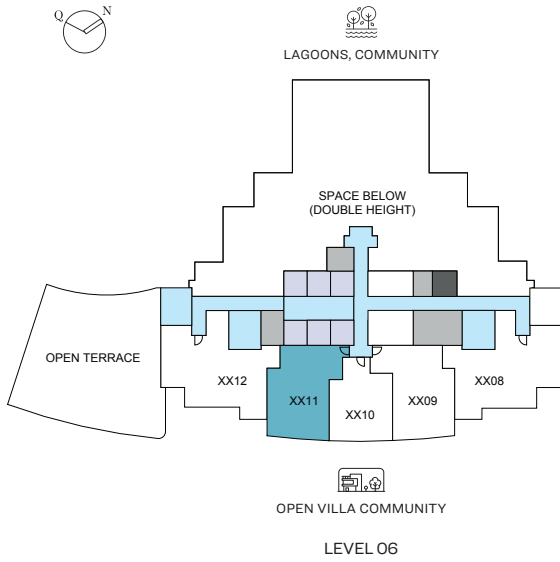 Q N
LAGOONS, COMMUNITY
SPACE BELOW
(DOUBLE HEIGHT)
OPEN TERRACE
XX12
XX11
XX10
XX09
XX08
OPEN VILLA COMMUNITY
LEVEL 06